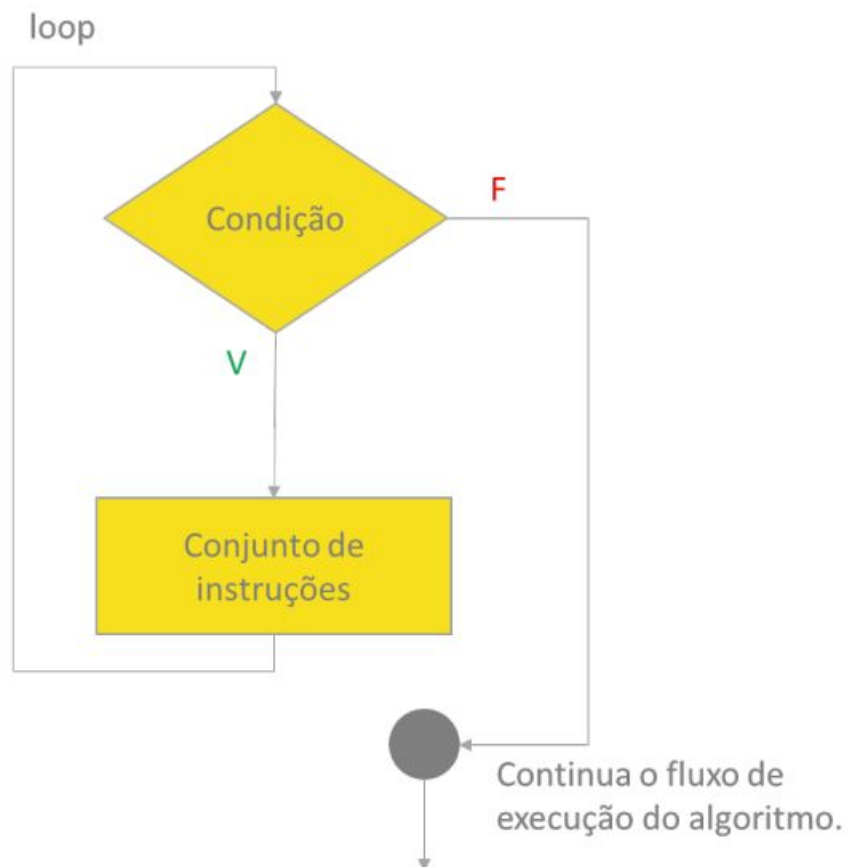 loop
Condição
F
V
Conjunto de
instruções
Continua o fluxo de
execução do algoritmo.